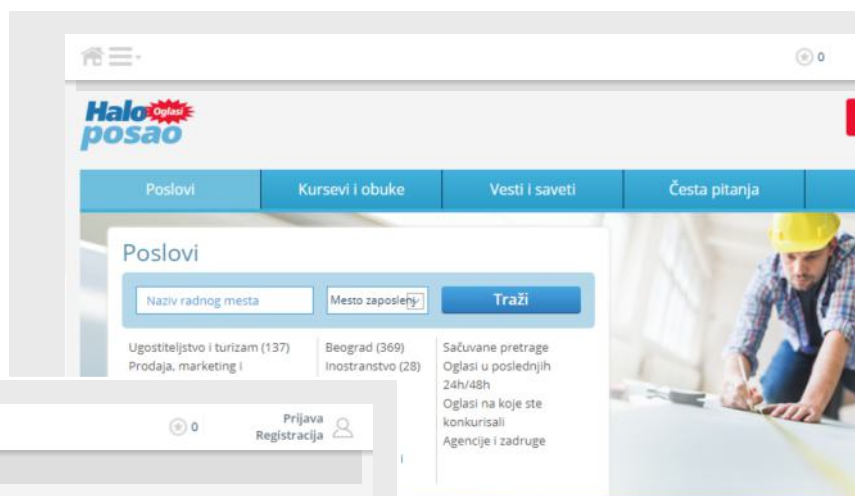 0
Halo Oglasi
posao
Poslovi Kursevi i obuke Vesti i saveti Česta pitanja
Poslovi
Naziv radnog mesta Mesto zaposlenj Traži
Ugostiteljstvo i turizam (137)
Prodaja, marketing i
Beograd (369)
Inostranstvo (28)
i
Sačuvane pretrage
Oglasi u poslednjih
24h/48h
Oglasi na koje ste
konkurisali
Agencije i zadruge
0
Prijava
Registracija